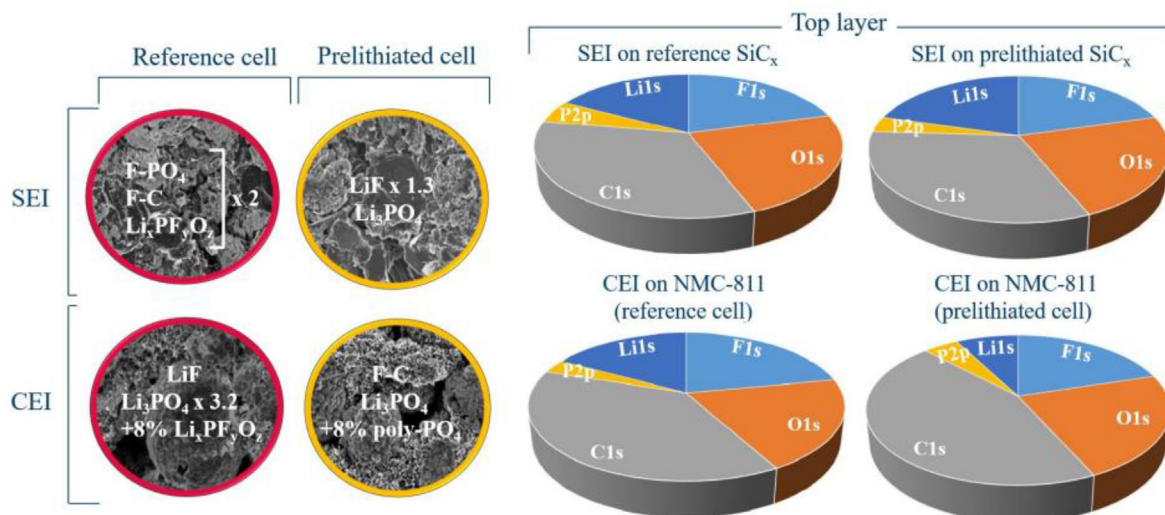 Reference cell
Prelithiated cell
SEI
F-PO₄
F-C
LiₓPFᵧO_z
x 2
LiF x 1.3
Li₃PO₄
CEI
LiF
Li₃PO₄ x 3.2
+8% LiₓPFᵧO_z
F-C
Li₃PO₄
+8% poly-PO₄
Top layer
SEI on reference SiCₓ
Li1s
F1s
P2p
O1s
C1s
SEI on prelithiated SiCₓ
Li1s
F1s
P2p
O1s
C1s
CEI on NMC-811
(reference cell)
Li1s
F1s
P2p
O1s
C1s
CEI on NMC-811
(prelithiated cell)
P2p
Li1s
F1s
O1s
C1s